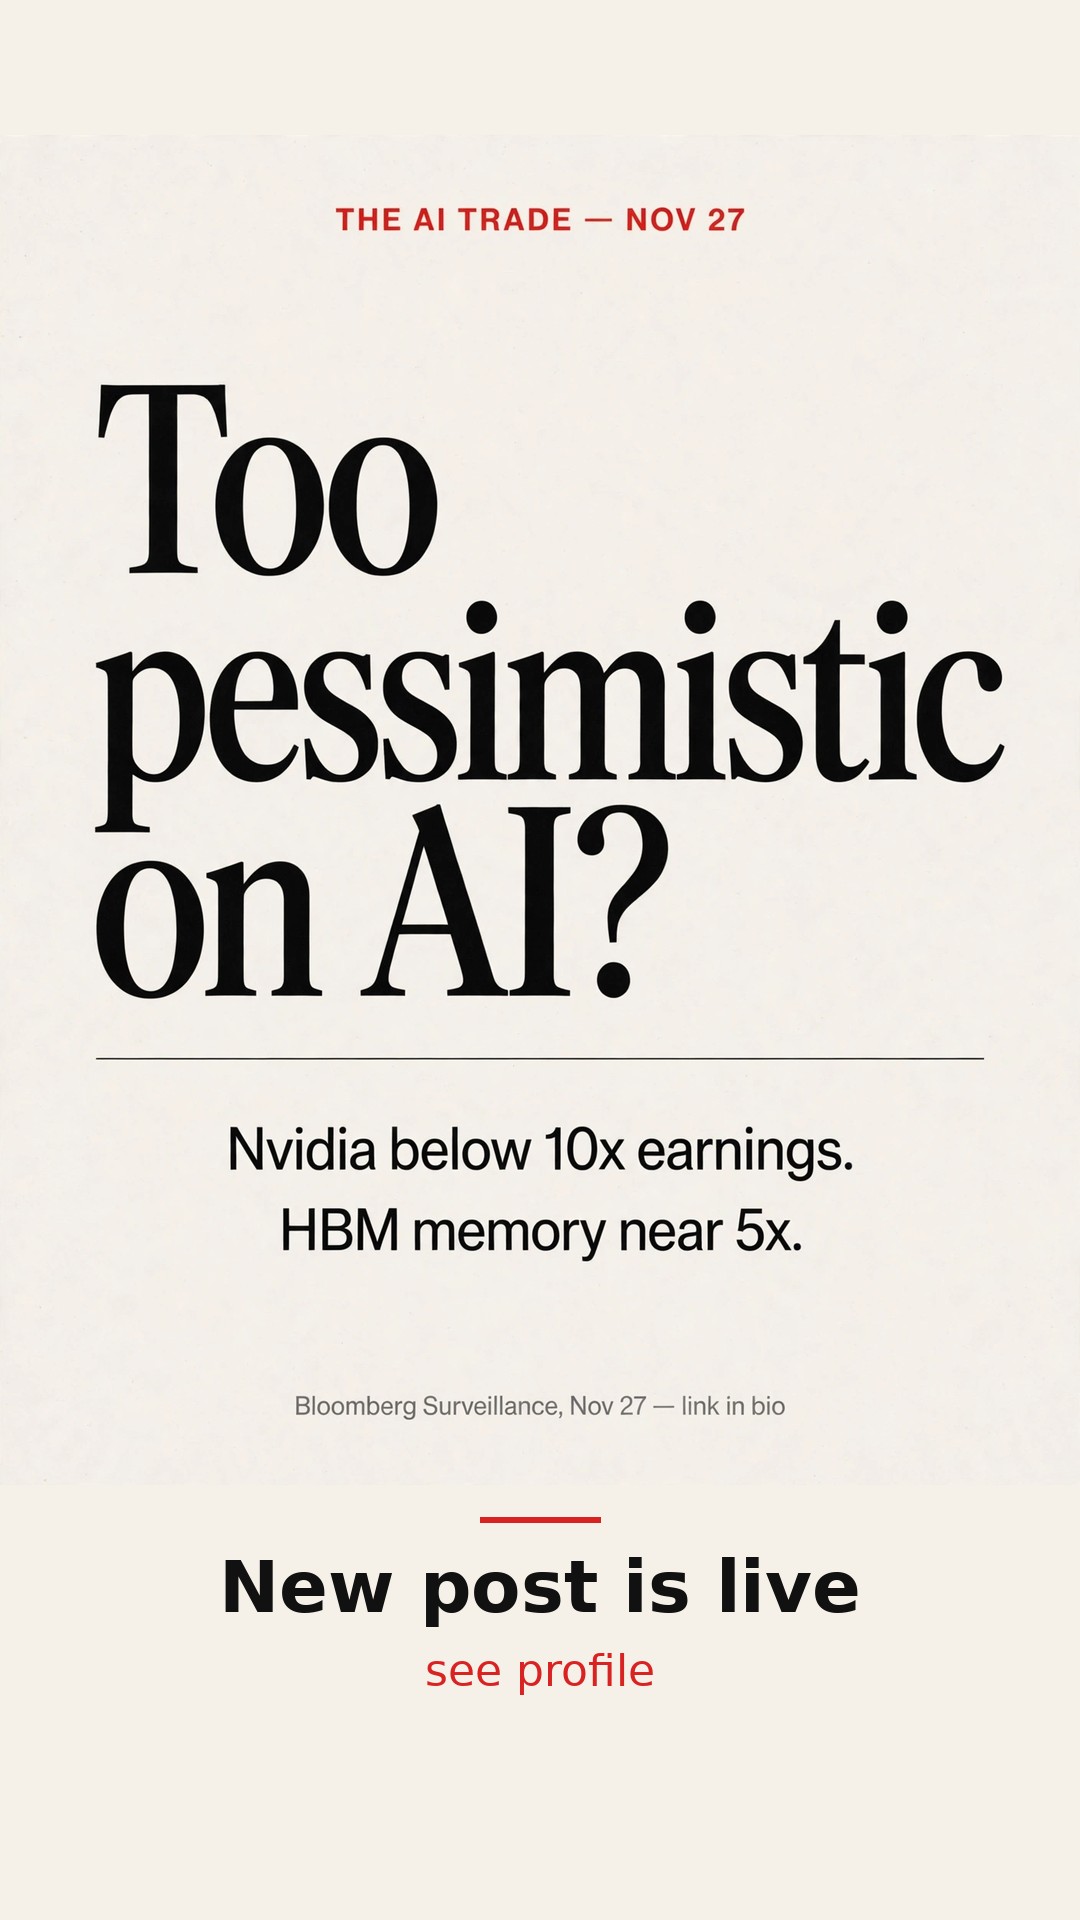 THE AI TRADE — NOV 27
Too
pessimistic
on AI?
Nvidia below 10x earnings.
HBM memory near 5x.
Bloomberg Surveillance, Nov 27 — link in bio
New post is live
see profile